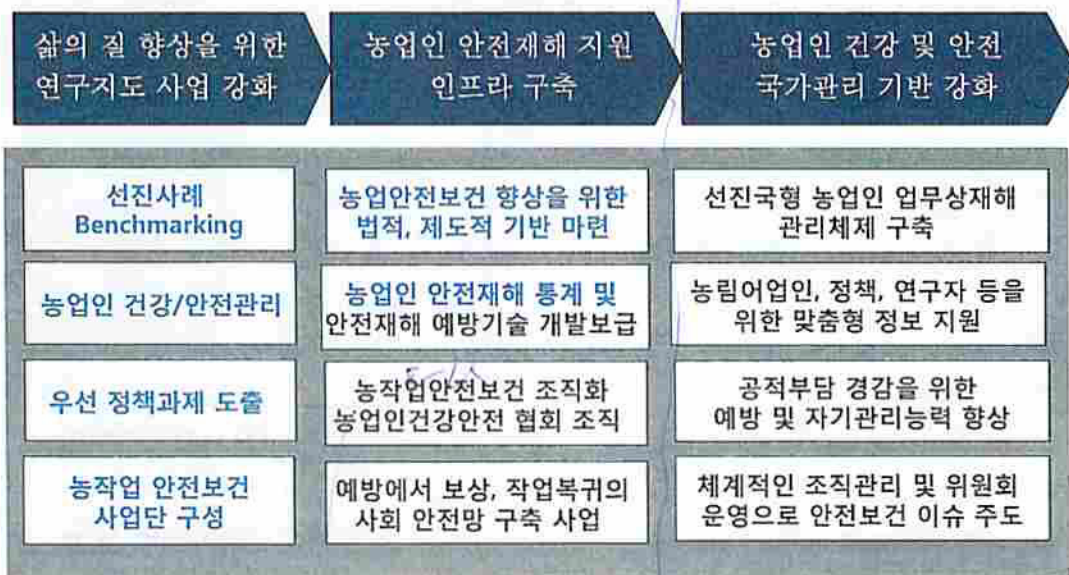 삶의 질 향상을 위한
연구지도 사업 강화
농업인 안전재해 지원
인프라 구축
농업인 건강 및 안전
국가관리 기반 강화
선진사례
Benchmarking
농업안전보건 향상을 위한
법적, 제도적 기반 마련
선진국형 농업인 업무상재해
관리체제 구축
농업인 건강/안전관리
농업인 안전재해 통계 및
안전재해 예방기술 개발보급
농림어업인, 정책, 연구자 등을
위한 맞춤형 정보 지원
우선 정책과제 도출
농작업안전보건 조직화
농업인건강안전 협회 조직
공적부담 경감을 위한
예방 및 자기관리능력 향상
농작업 안전보건
사업단 구성
예방에서 보상, 작업복귀의
사회 안전망 구축 사업
체계적인 조직관리 및 위원회
운영으로 안전보건 이슈 주도